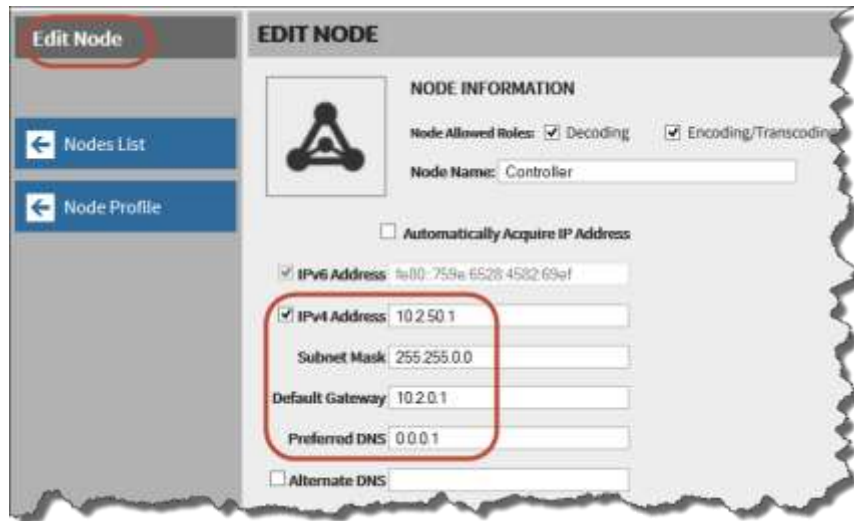 Edit Node
EDIT NODE
NODE INFORMATION
Node Allowed Roles: Decoding Encoding/Transcoding
Nodes List
Node Name: Controller
Node Profile
Automatically Acquire IP Address
IPv6 Address fe80::759e:6528:4582:69ef
IPv4 Address 10.2.50.1
Subnet Mask 255.255.0.0
Default Gateway 10.2.0.1
Preferred DNS 0.0.0.1
Alternate DNS